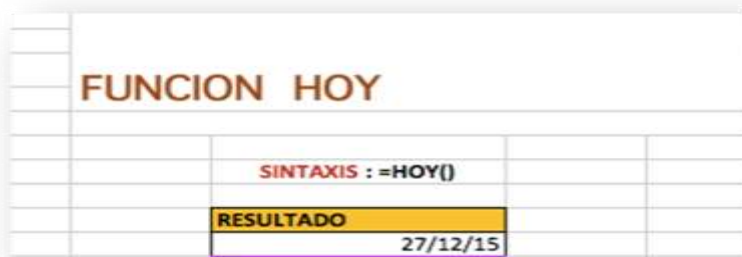 FUNCION HOY
SINTAXIS : =HOY()
RESULTADO
27/12/15